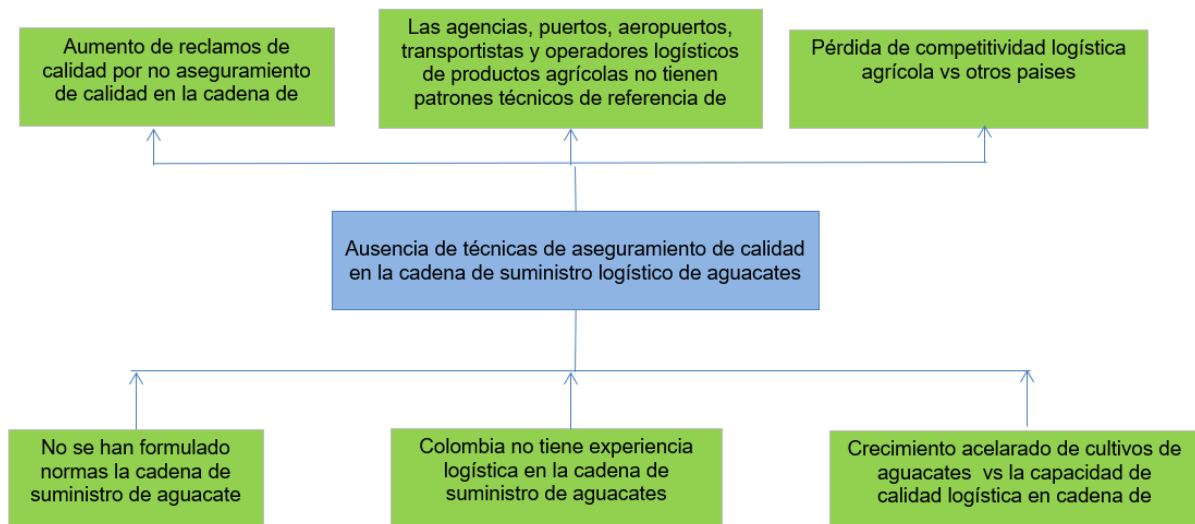 Aumento de reclamos de
calidad por no aseguramiento
de calidad en la cadena de
Las agencias, puertos, aeropuertos,
transportistas y operadores logísticos
de productos agrícolas no tienen
patrones técnicos de referencia de
Pérdida de competitividad logística
agrícola vs otros paises
Ausencia de técnicas de aseguramiento de calidad
en la cadena de suministro logístico de aguacates
No se han formulado
normas la cadena de
suministro de aguacate
Colombia no tiene experiencia
logística en la cadena de
suministro de aguacates
Crecimiento acelarado de cultivos de
aguacates vs la capacidad de
calidad logística en cadena de